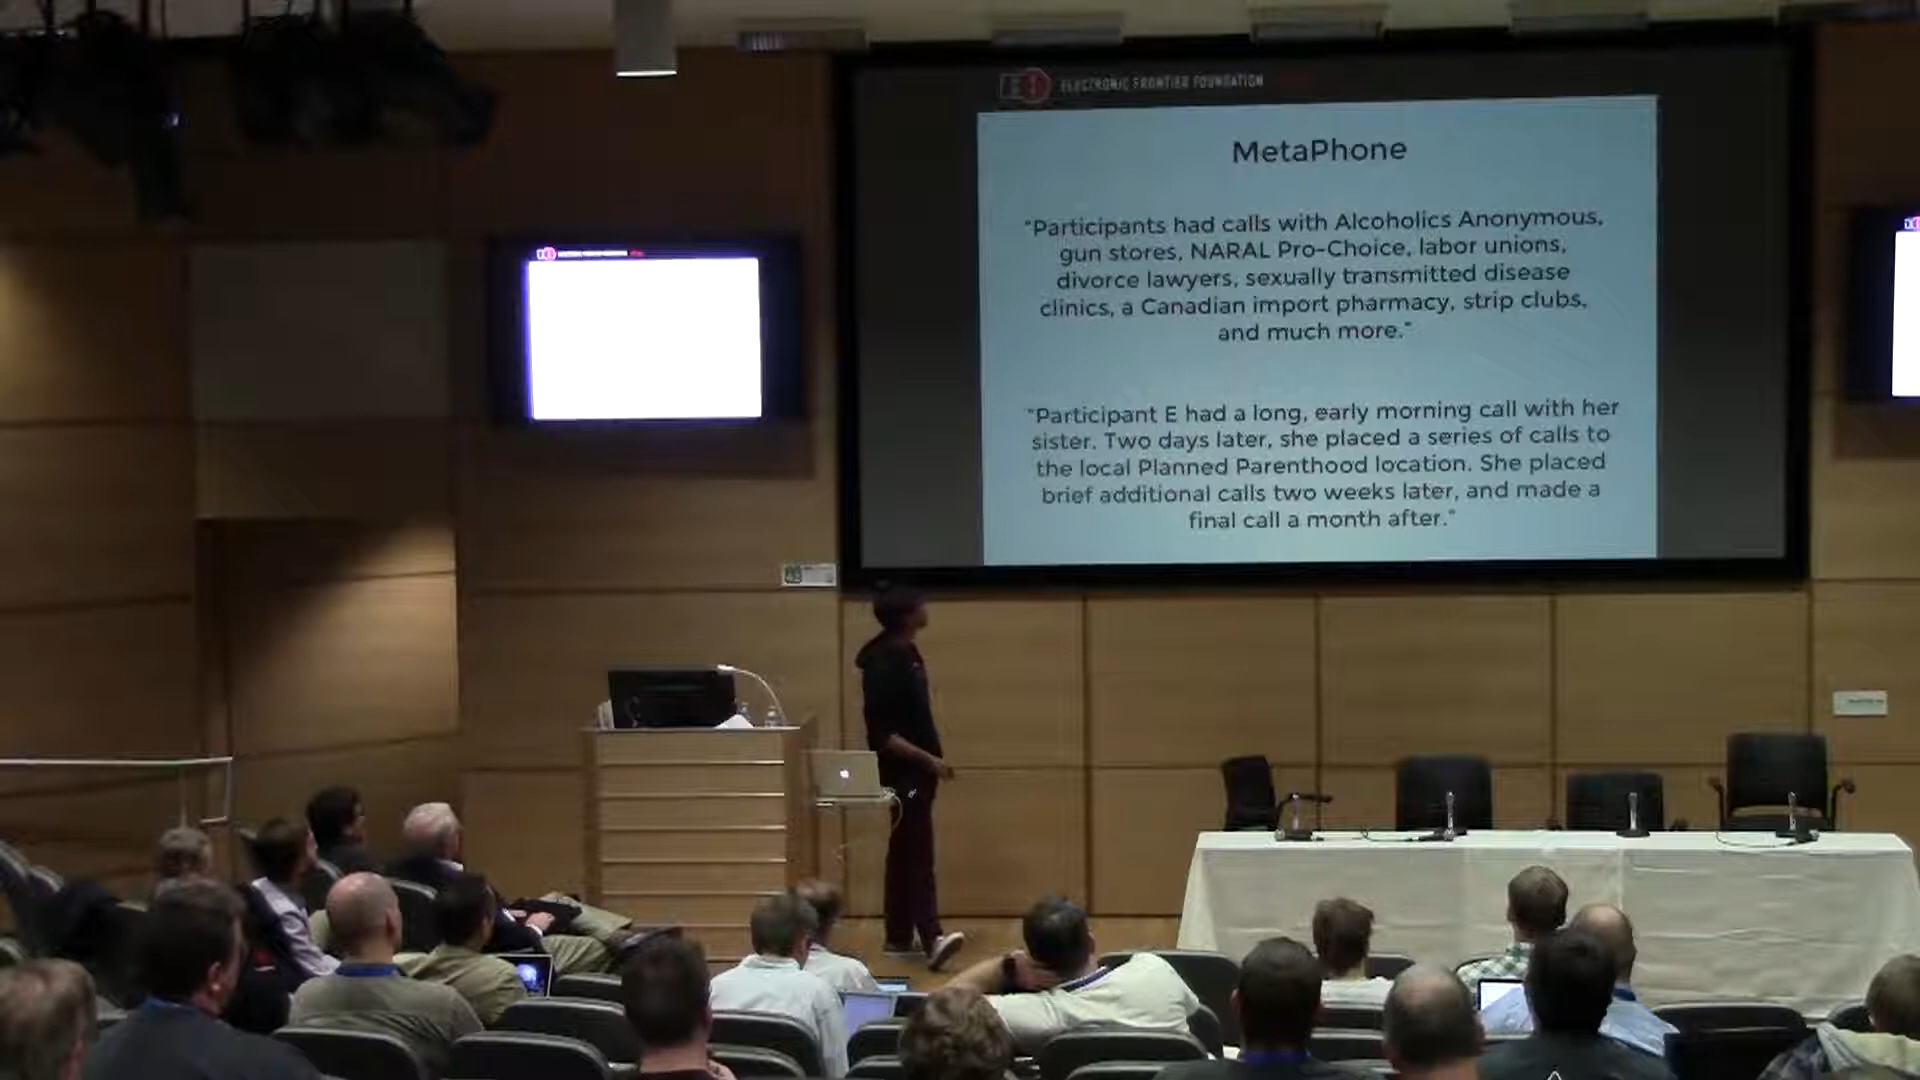 ELECTRONIC FRONTIER FOUNDATION
MetaPhone
"Participants had calls with Alcoholics Anonymous,
gun stores, NARAL Pro-Choice, labor unions,
divorce lawyers, sexually transmitted disease
clinics, a Canadian import pharmacy, strip clubs,
and much more."
"Participant E had a long, early morning call with her
sister. Two days later, she placed a series of calls to
the local Planned Parenthood location. She placed
brief additional calls two weeks later, and made a
final call a month after."